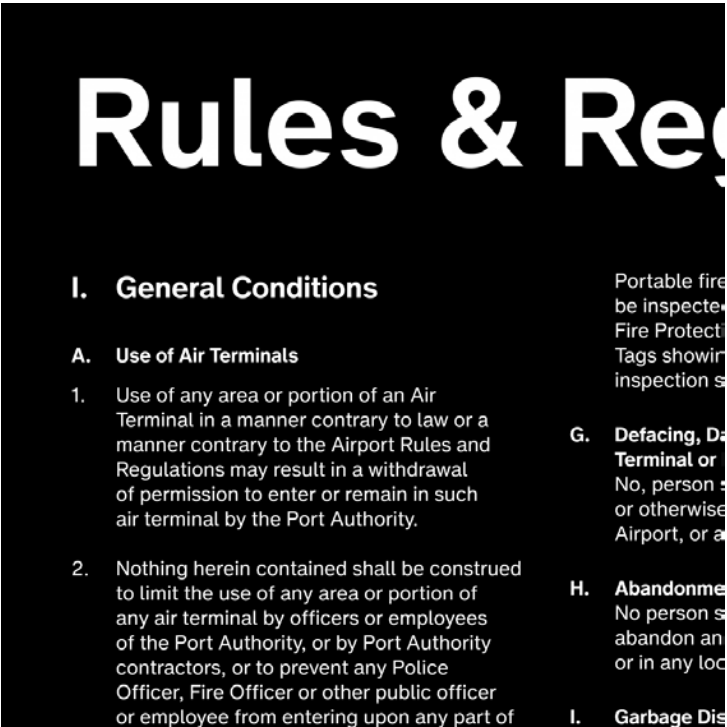 Rules & Reg
I. General Conditions
A. Use of Air Terminals
1. Use of any area or portion of an Air
Terminal in a manner contrary to law or a
manner contrary to the Airport Rules and
Regulations may result in a withdrawal
of permission to enter or remain in such
air terminal by the Port Authority.
2. Nothing herein contained shall be construed
to limit the use of any area or portion of
any air terminal by officers or employees
of the Port Authority, or by Port Authority
contractors, or to prevent any Police
Officer, Fire Officer or other public officer
or employee from entering upon any part of
Portable fire
be inspecte
Fire Protecti
Tags showin
inspection s
G. Defacing, Da
Terminal or
No, person s
or otherwise
Airport, or a
H. Abandonme
No person s
abandon an
or in any loc
I. Garbage Dis